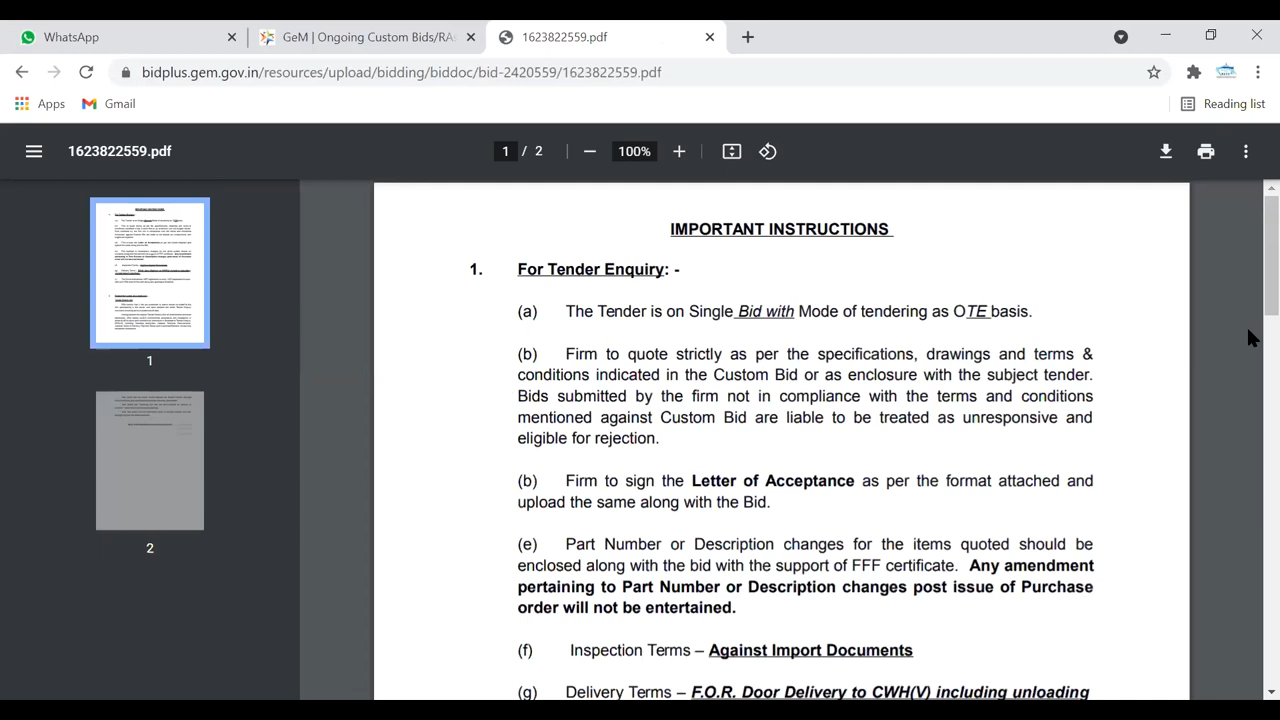 WhatsApp
GeM | Ongoing Custom Bids/RAs
1623822559.pdf
bidplus.gem.gov.in/resources/upload/bidding/biddoc/bid-2420559/1623822559.pdf
Apps Gmail Reading list
1623822559.pdf 1 / 2 100%
1
2
IMPORTANT INSTRUCTIONS
1. For Tender Enquiry: -
(a) The Tender is on Single Bid with Mode of tendering as OTE basis.
(b) Firm to quote strictly as per the specifications, drawings and terms &
conditions indicated in the Custom Bid or as enclosure with the subject tender.
Bids submitted by the firm not in compliance with the terms and conditions
mentioned against Custom Bid are liable to be treated as unresponsive and
eligible for rejection.
(b) Firm to sign the Letter of Acceptance as per the format attached and
upload the same along with the Bid.
(e) Part Number or Description changes for the items quoted should be
enclosed along with the bid with the support of FFF certificate. Any amendment
pertaining to Part Number or Description changes post issue of Purchase
order will not be entertained.
(f) Inspection Terms – Against Import Documents
(g) Delivery Terms – F.O.R. Door Delivery to CWH(V) including unloading